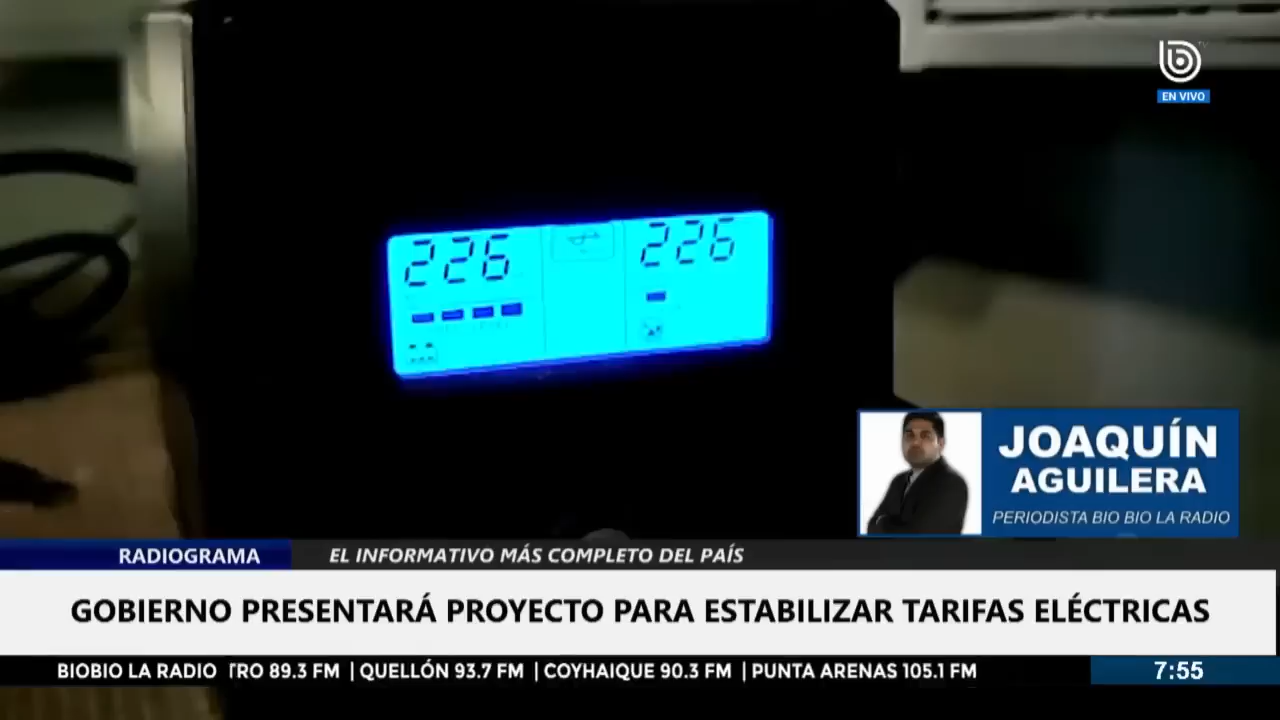 EN VIVO
226
226
JOAQUÍN
AGUILERA
PERIODISTA BIO BIO LA RADIO
RADIOGRAMA
EL INFORMATIVO MÁS COMPLETO DEL PAÍS
GOBIERNO PRESENTARÁ PROYECTO PARA ESTABILIZAR TARIFAS ELÉCTRICAS
BIOBIO LA RADIO TRO 89.3 FM | QUELLÓN 93.7 FM | COYHAIQUE 90.3 FM | PUNTA ARENAS 105.1 FM
7:55